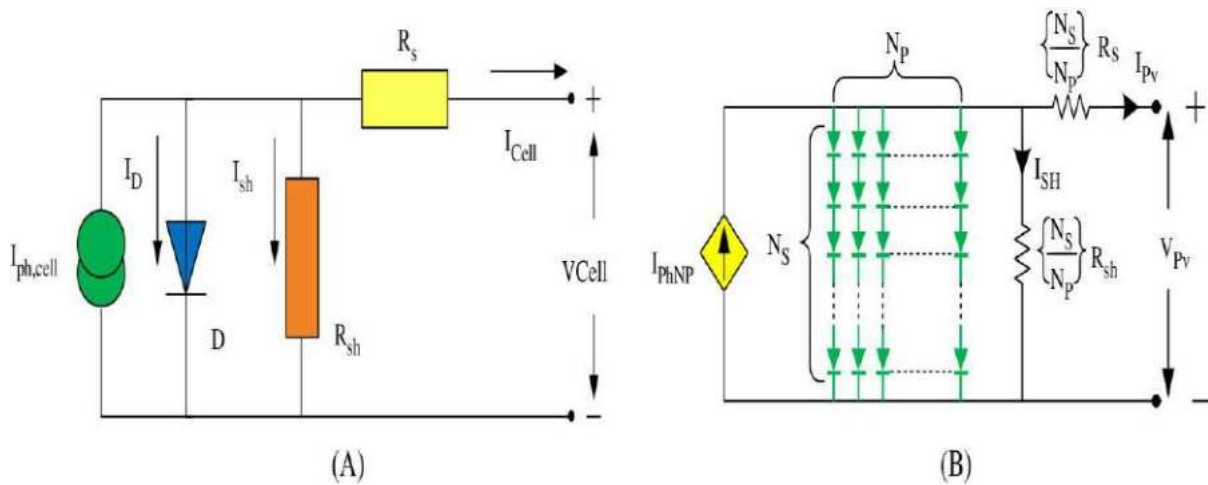 R_s
I_Cell
+
I_D
I_sh
I_ph,cell
D
R_sh
VCell
−
(A)
N_P
{N_S/N_P} R_S
I_Pv
+
N_S
I_PhNP
I_SH
{N_S/N_P} R_sh
V_Pv
−
(B)